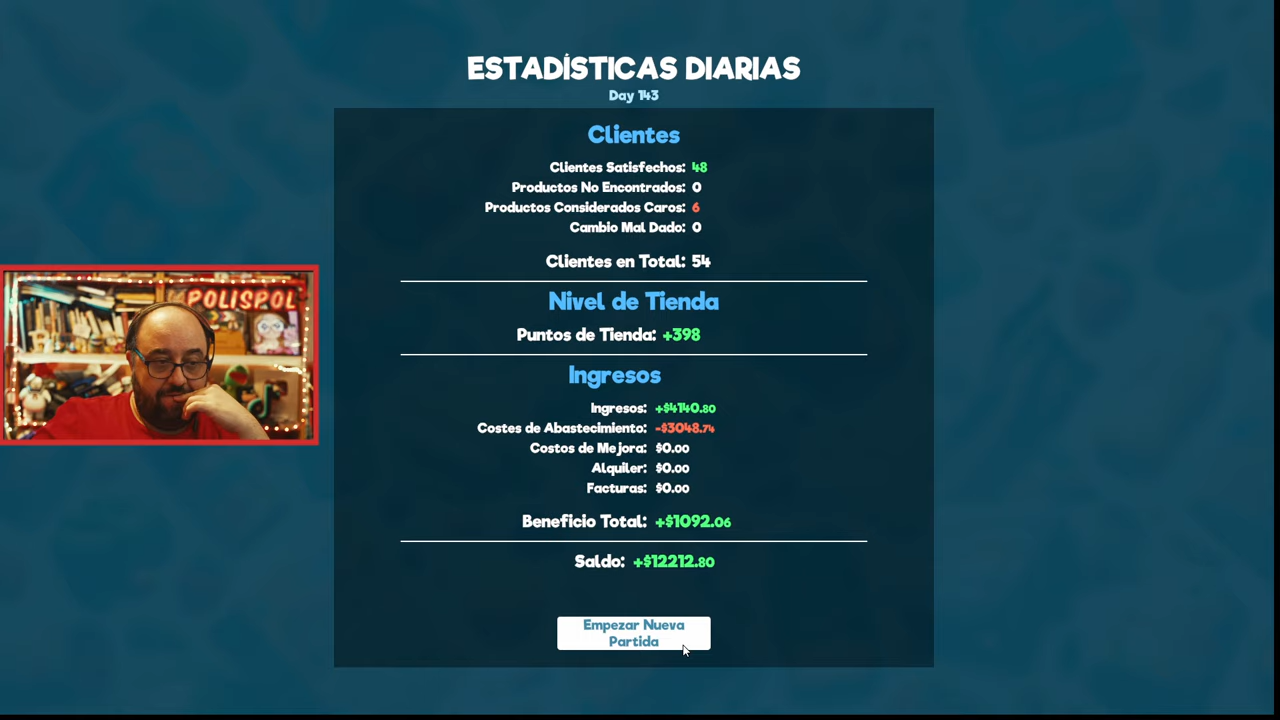 ESTADÍSTICAS DIARIAS
Day 143
Clientes
Clientes Satisfechos: 48
Productos No Encontrados: 0
Productos Considerados Caros: 6
Cambio Mal Dado: 0
Clientes en Total: 54
Nivel de Tienda
Puntos de Tienda: +398
Ingresos
Ingresos: +$4140.80
Costes de Abastecimiento: -$3048.74
Costos de Mejora: $0.00
Alquiler: $0.00
Facturas: $0.00
Beneficio Total: +$1092.06
Saldo: +$12212.80
Empezar Nueva
Partida
POLISPOL